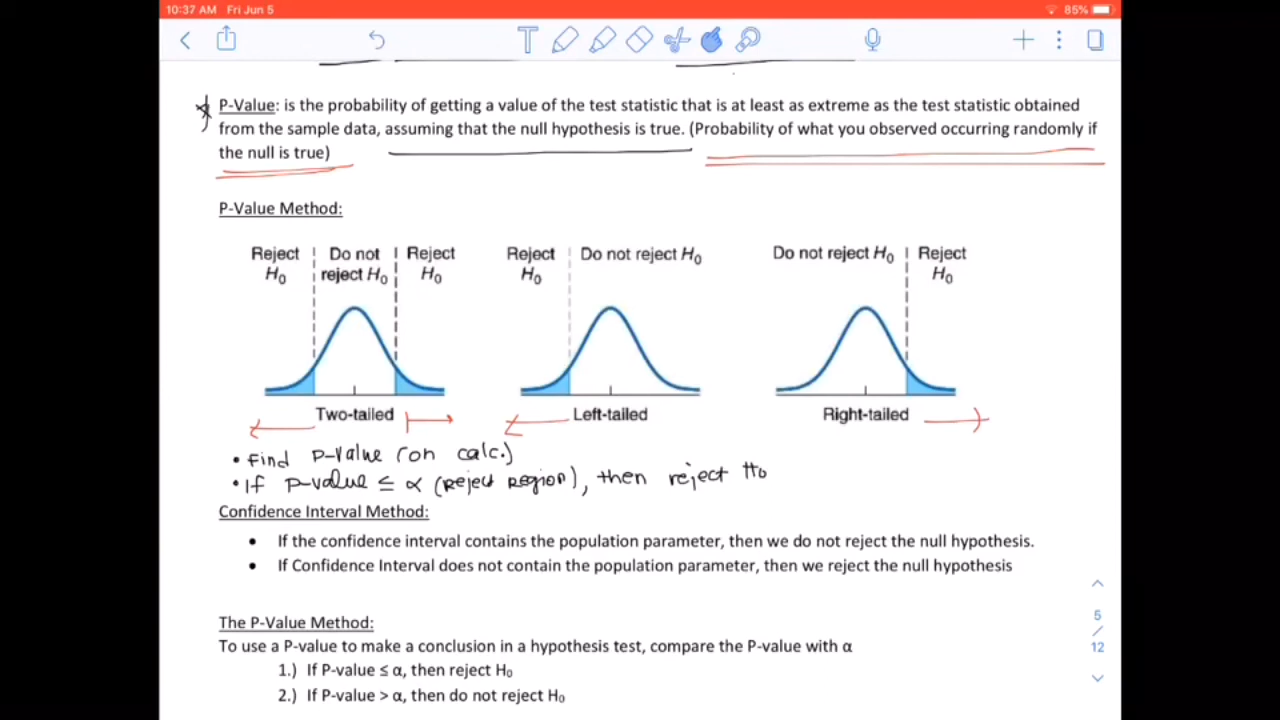 10:37 AM Fri Jun 5
85%
P-Value: is the probability of getting a value of the test statistic that is at least as extreme as the test statistic obtained
from the sample data, assuming that the null hypothesis is true. (Probability of what you observed occurring randomly if
the null is true)
P-Value Method:
Reject H₀
Do not reject H₀
Reject H₀
Two-tailed
Reject H₀
Do not reject H₀
Left-tailed
Do not reject H₀
Reject H₀
Right-tailed
• Find P-Value (on calc.)
• If p-value ≤ α (Reject Region), then reject H₀
Confidence Interval Method:
• If the confidence interval contains the population parameter, then we do not reject the null hypothesis.
• If Confidence Interval does not contain the population parameter, then we reject the null hypothesis
The P-Value Method:
To use a P-value to make a conclusion in a hypothesis test, compare the P-value with α
1.) If P-value ≤ α, then reject H₀
2.) If P-value > α, then do not reject H₀
5
/
12